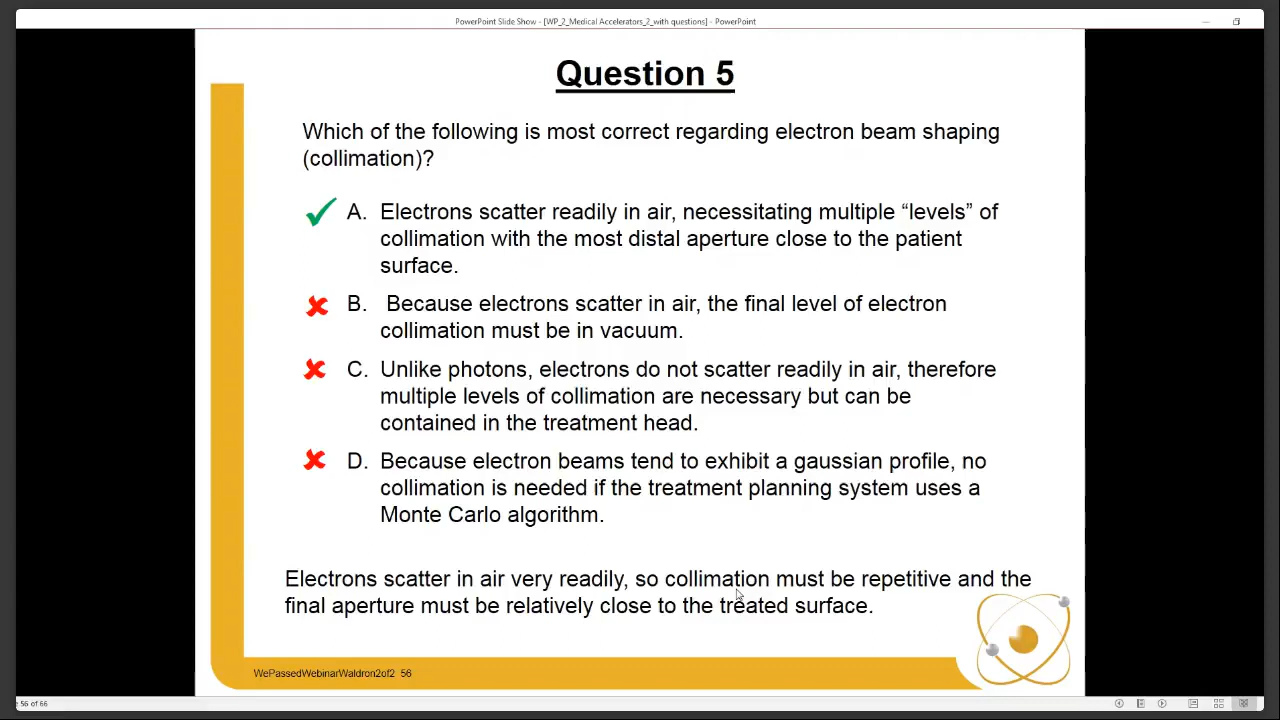 PowerPoint Slide Show - [WP_2_Medical Accelerators_2_with questions] - PowerPoint
Question 5
Which of the following is most correct regarding electron beam shaping
(collimation)?
A. Electrons scatter readily in air, necessitating multiple “levels” of
collimation with the most distal aperture close to the patient
surface.
B. Because electrons scatter in air, the final level of electron
collimation must be in vacuum.
C. Unlike photons, electrons do not scatter readily in air, therefore
multiple levels of collimation are necessary but can be
contained in the treatment head.
D. Because electron beams tend to exhibit a gaussian profile, no
collimation is needed if the treatment planning system uses a
Monte Carlo algorithm.
Electrons scatter in air very readily, so collimation must be repetitive and the
final aperture must be relatively close to the treated surface.
WePassedWebinarWaldron2of2 56
e 56 of 66